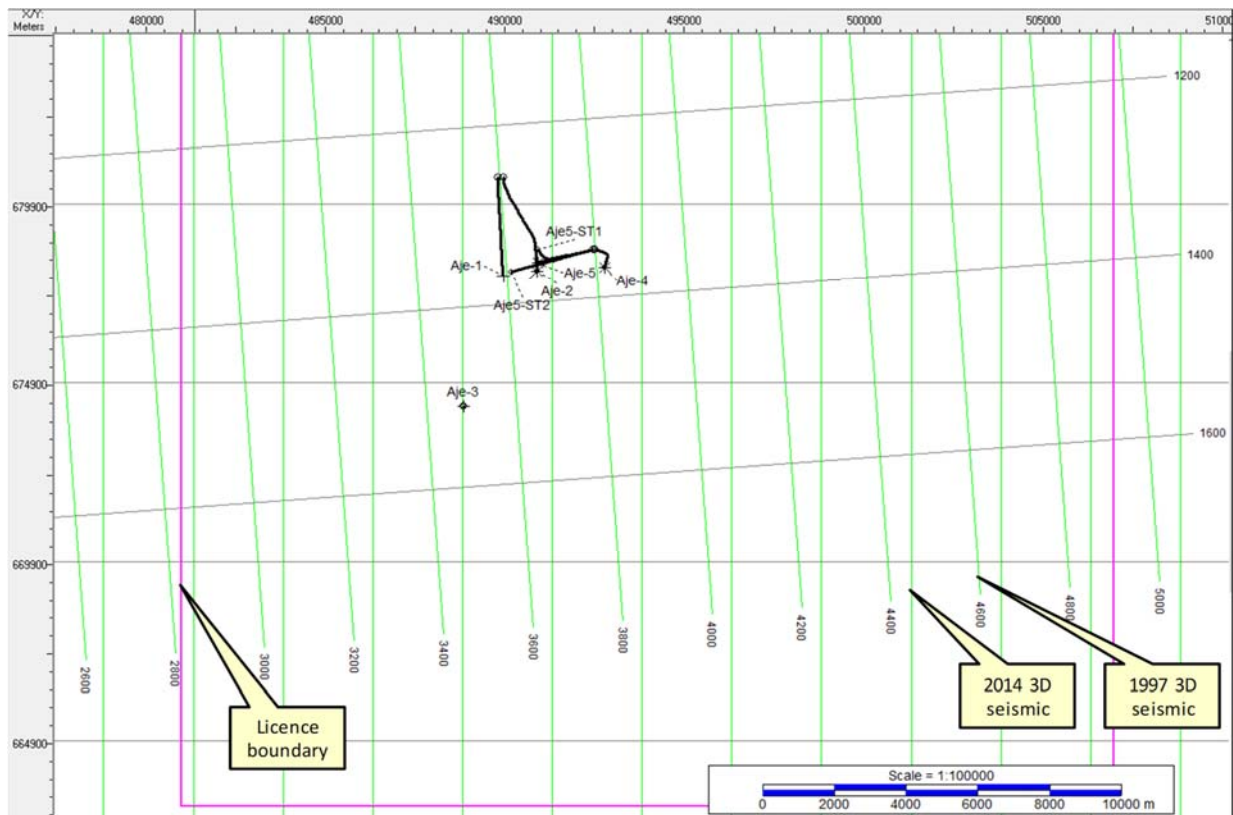 X/Y:
Meters
480000
485000
490000
495000
500000
505000
51000
1200
679900
Aje5-ST1
Aje-1
Aje-5
1400
Aje-2
Aje-4
Aje5-ST2
674900
Aje-3
1600
669900
2600
2800
3000
3200
3400
3600
3800
4000
4200
4400
4600
4800
5000
664900
Licence
boundary
2014 3D
seismic
1997 3D
seismic
Scale = 1:100000
0 2000 4000 6000 8000 10000 m